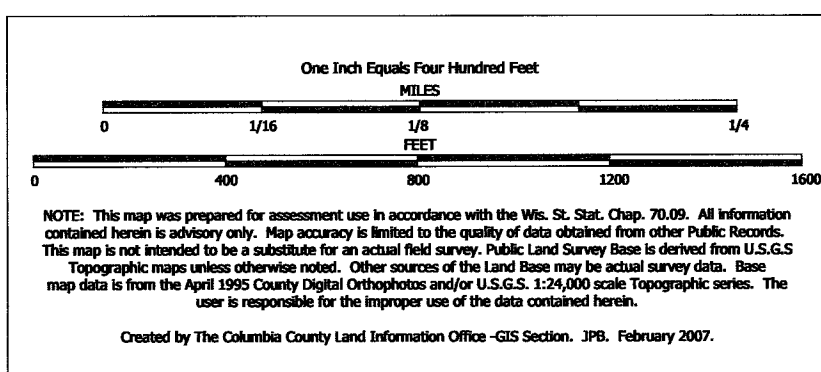 One Inch Equals Four Hundred Feet
MILES
0 1/16 1/8 1/4
FEET
0 400 800 1200 1600
NOTE: This map was prepared for assessment use in accordance with the Wis. St. Stat. Chap. 70.09. All information
contained herein is advisory only. Map accuracy is limited to the quality of data obtained from other Public Records.
This map is not intended to be a substitute for an actual field survey. Public Land Survey Base is derived from U.S.G.S
Topographic maps unless otherwise noted. Other sources of the Land Base may be actual survey data. Base
map data is from the April 1995 County Digital Orthophotos and/or U.S.G.S. 1:24,000 scale Topographic series. The
user is responsible for the improper use of the data contained herein.
Created by The Columbia County Land Information Office -GIS Section. JPB. February 2007.